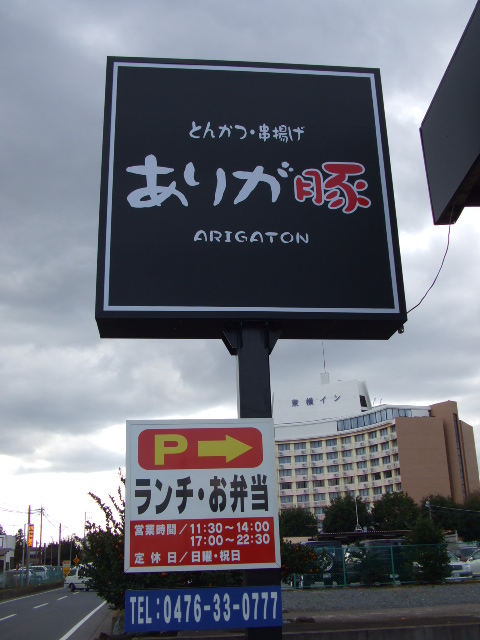 とんかつ・串揚げ
ありが豚
ARIGATON
東横イン
P
ランチ・お弁当
営業時間/11:30～14:00
17:00～22:30
定休日/日曜・祝日
TEL:0476-33-0777